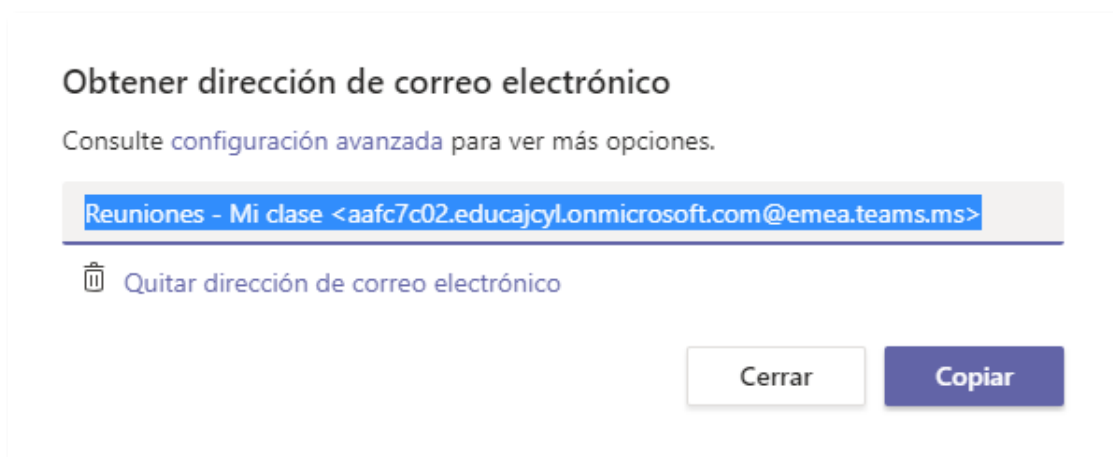 Obtener dirección de correo electrónico
Consulte configuración avanzada para ver más opciones.
Reuniones - Mi clase <aafc7c02.educajcyl.onmicrosoft.com@emea.teams.ms>
Quitar dirección de correo electrónico
Cerrar
Copiar